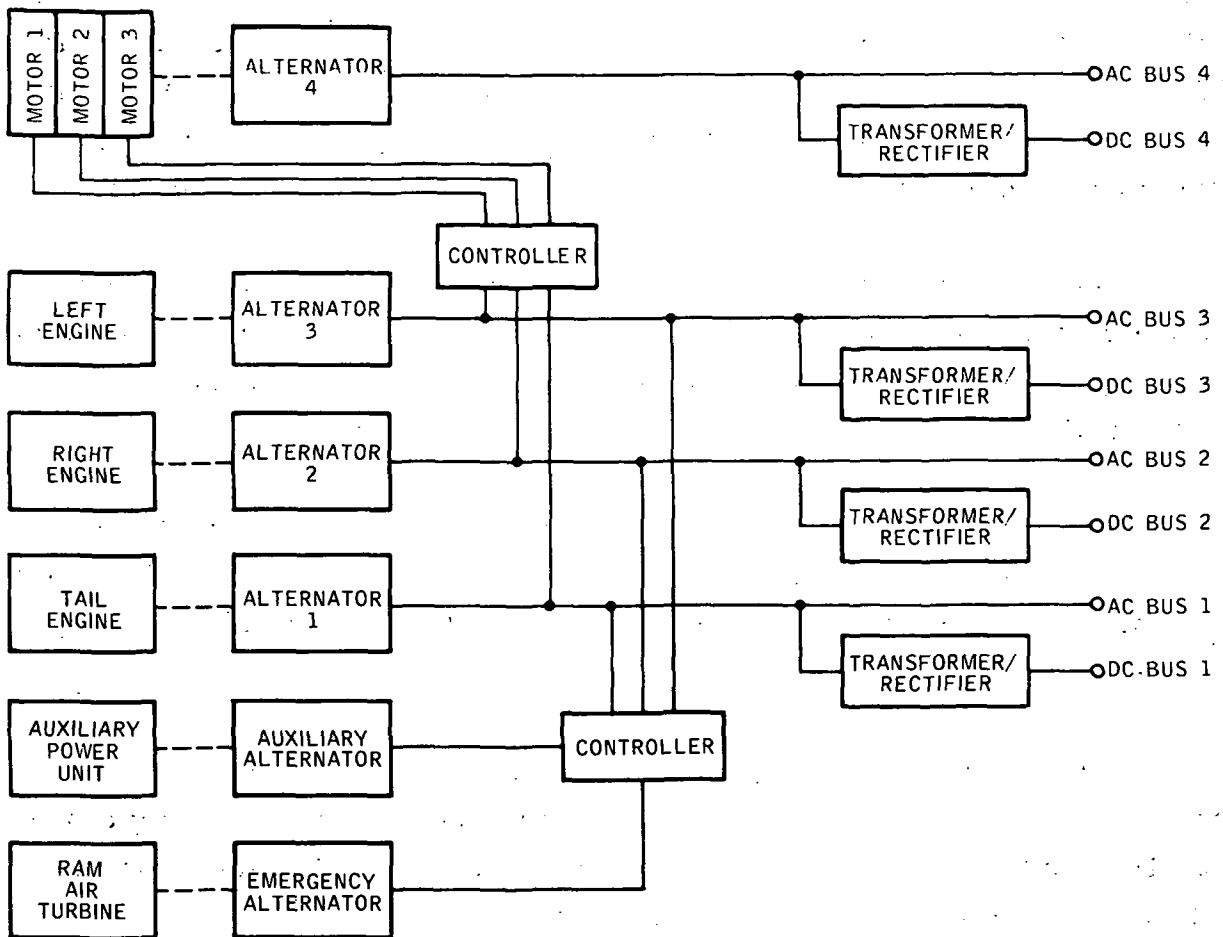 MOTOR 1
MOTOR 2
MOTOR 3
ALTERNATOR
4
AC BUS 4
TRANSFORMER/
RECTIFIER
DC BUS 4
CONTROLLER
LEFT
ENGINE
ALTERNATOR
3
AC BUS 3
TRANSFORMER/
RECTIFIER
DC BUS 3
RIGHT
ENGINE
ALTERNATOR
2
AC BUS 2
TRANSFORMER/
RECTIFIER
DC BUS 2
TAIL
ENGINE
ALTERNATOR
1
AC BUS 1
TRANSFORMER/
RECTIFIER
DC BUS 1
AUXILIARY
POWER
UNIT
AUXILIARY
ALTERNATOR
CONTROLLER
RAM
AIR
TURBINE
EMERGENCY
ALTERNATOR